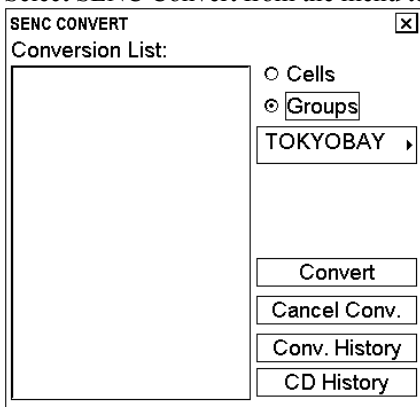 SENC CONVERT
Conversion List:
Cells
Groups
TOKYOBAY
Convert
Cancel Conv.
Conv. History
CD History